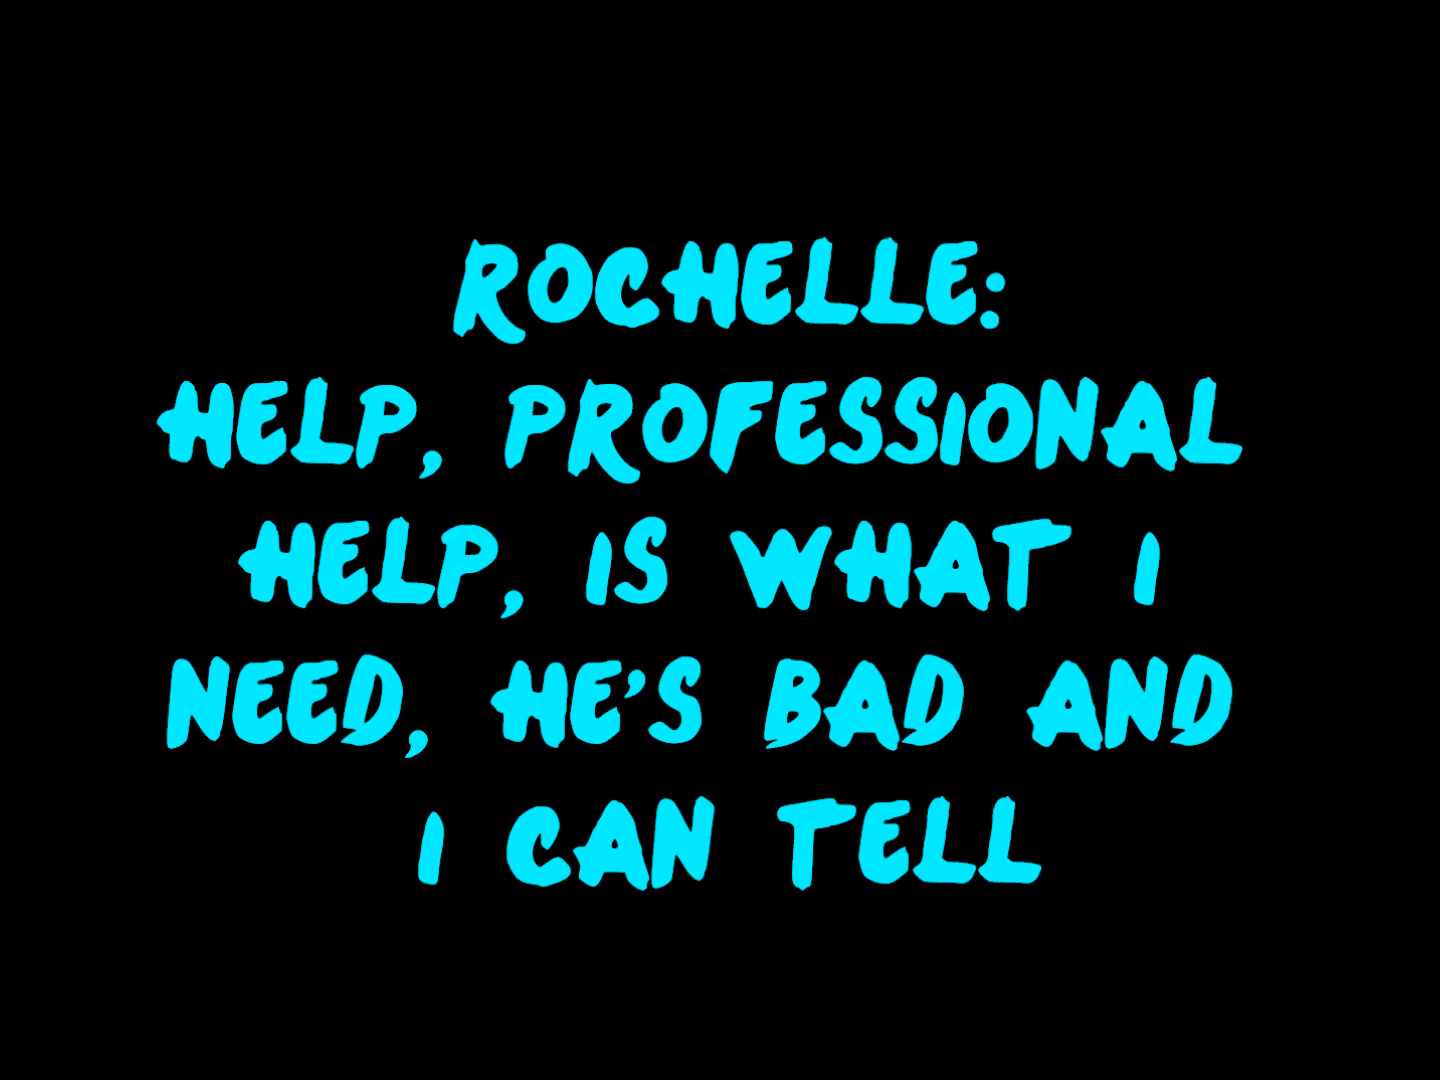 ROCHELLE:
HELP, PROFESSIONAL
HELP, IS WHAT I
NEED, HE'S BAD AND
I CAN TELL